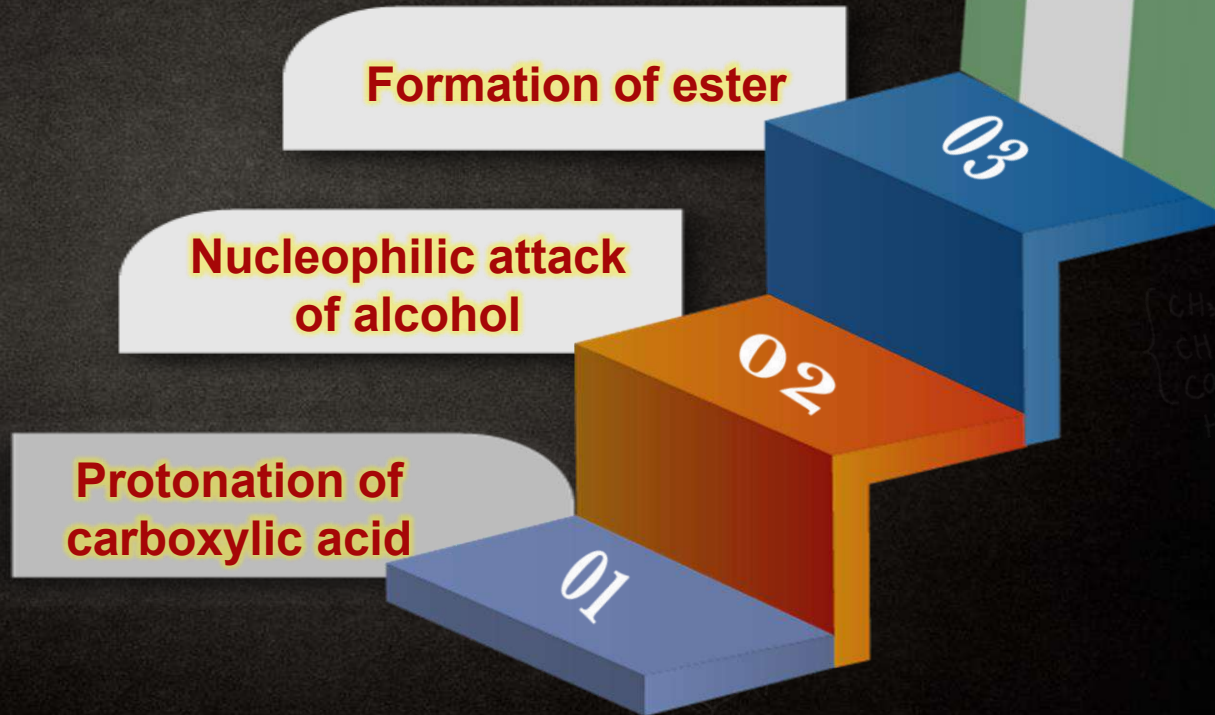 Formation of ester
03
Nucleophilic attack
of alcohol
02
Protonation of
carboxylic acid
01